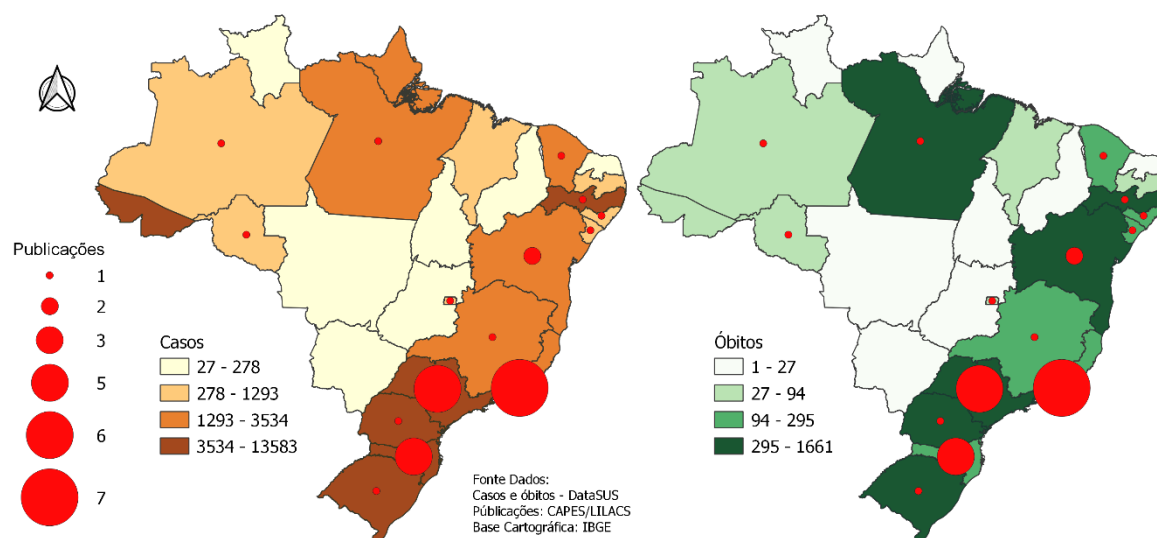 Publicações
1
2
3
5
6
7
Casos
27 - 278
278 - 1293
1293 - 3534
3534 - 13583
Fonte Dados:
Casos e óbitos - DataSUS
Públicações: CAPES/LILACS
Base Cartográfica: IBGE
Óbitos
1 - 27
27 - 94
94 - 295
295 - 1661